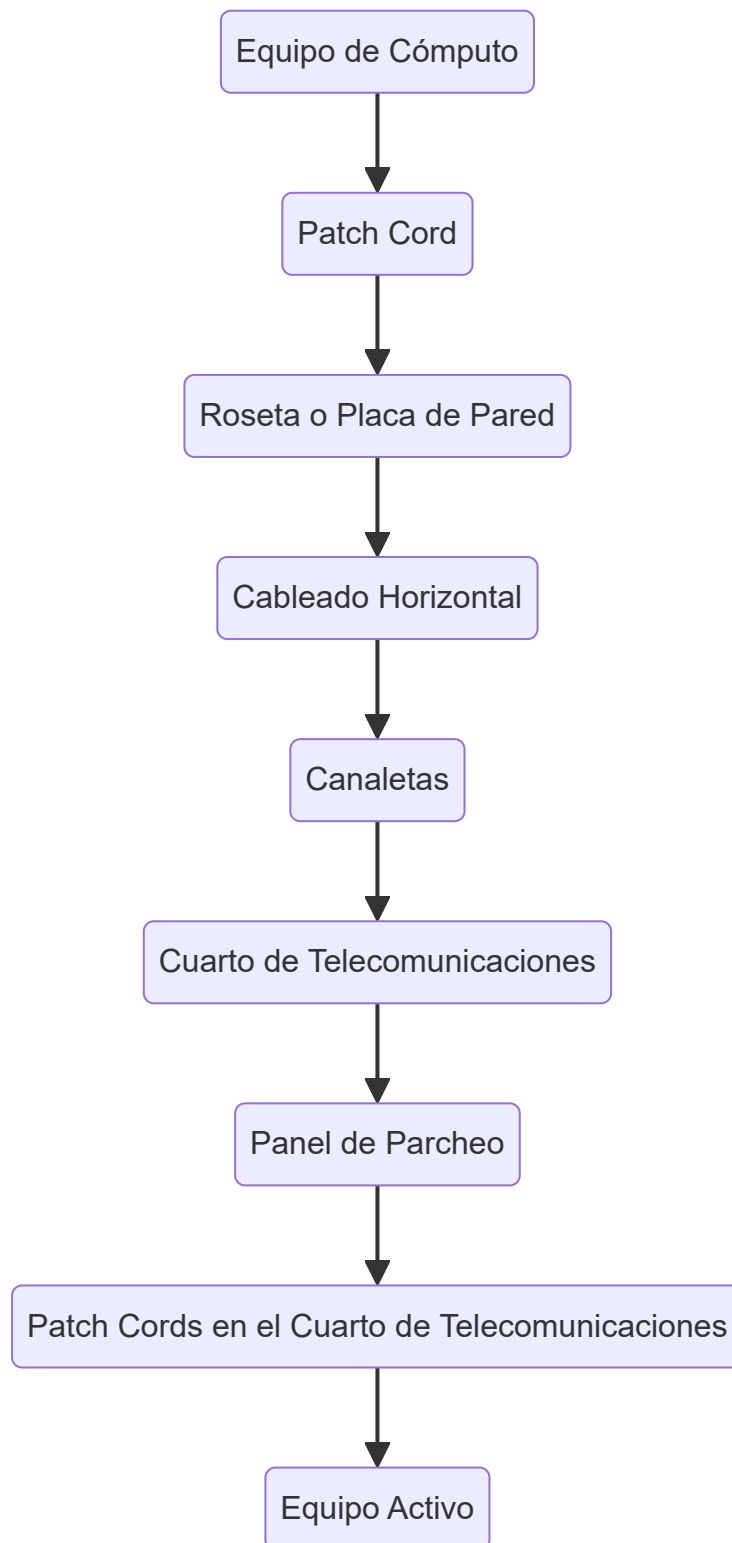 Equipo de Cómputo
Patch Cord
Roseta o Placa de Pared
Cableado Horizontal
Canaletas
Cuarto de Telecomunicaciones
Panel de Parcheo
Patch Cords en el Cuarto de Telecomunicaciones
Equipo Activo